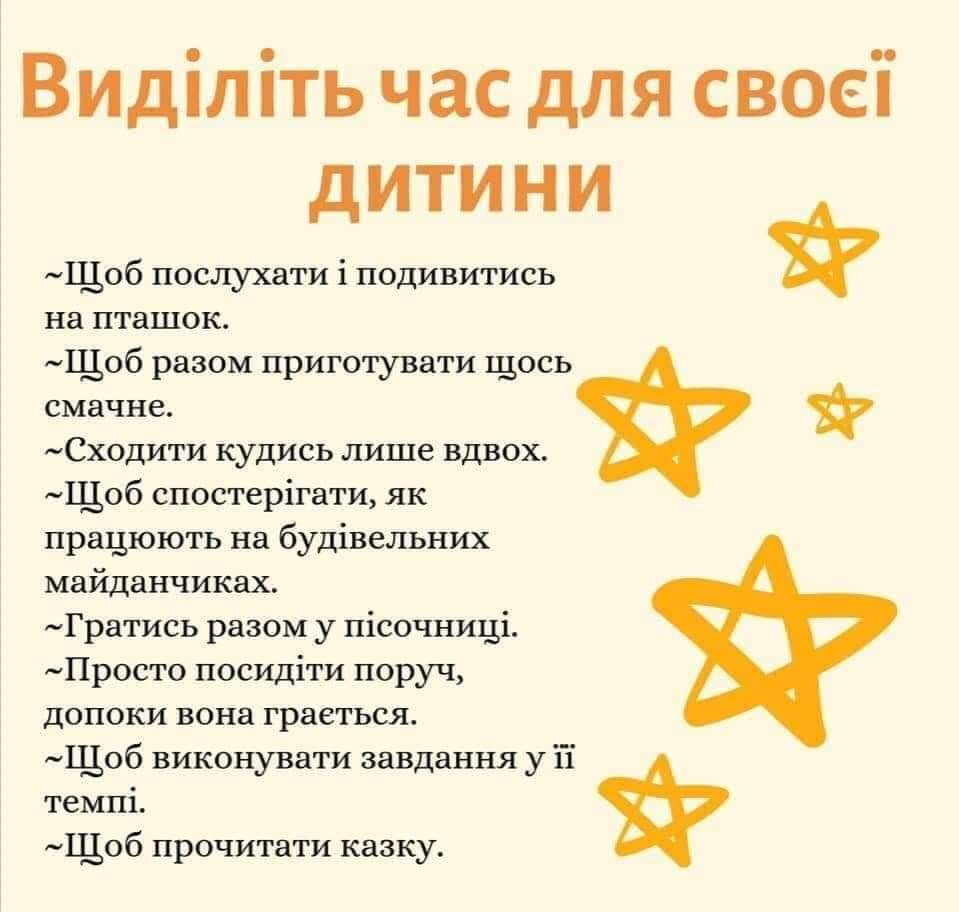 Виділіть час для своєї
дитини
~Щоб послухати і подивитись
на пташок.
~Щоб разом приготувати щось
смачне.
~Сходити кудись лише вдвох.
~Щоб спостерігати, як
працюють на будівельних
майданчиках.
~Гратись разом у пісочниці.
~Просто посидіти поруч,
допоки вона грається.
~Щоб виконувати завдання у її
темпі.
~Щоб прочитати казку.